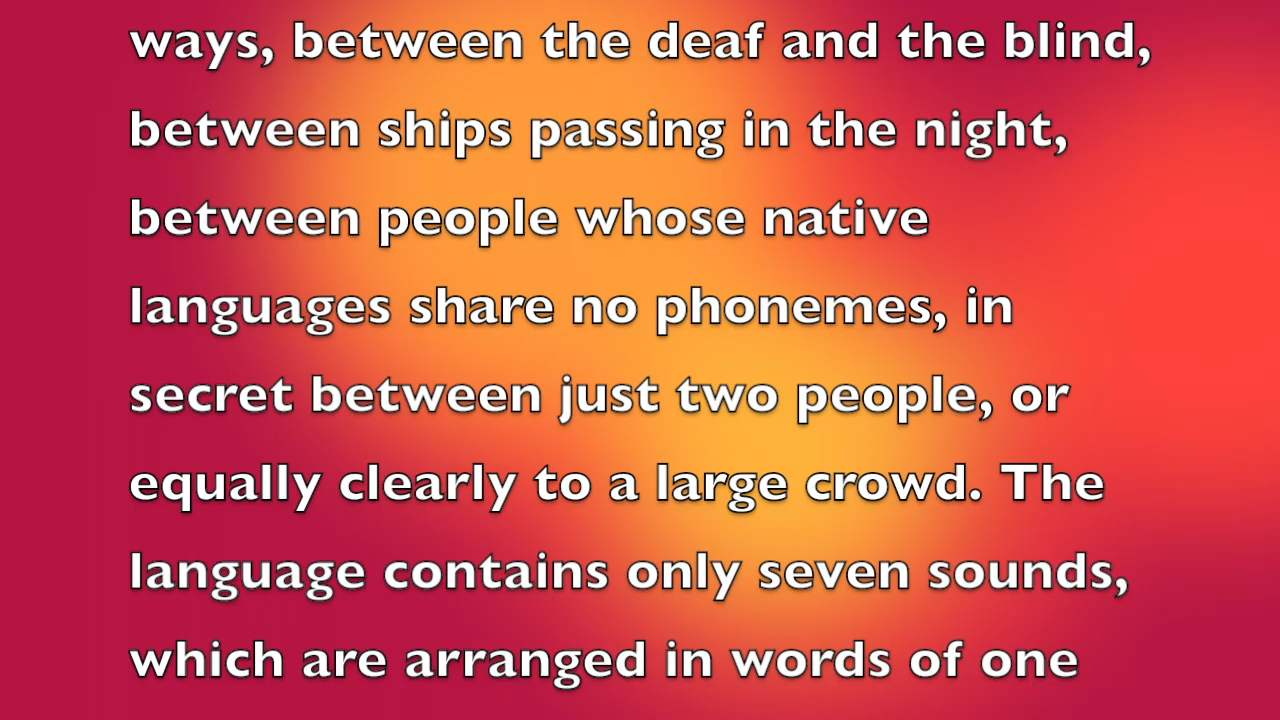 ways, between the deaf and the blind,
between ships passing in the night,
between people whose native
languages share no phonemes, in
secret between just two people, or
equally clearly to a large crowd. The
language contains only seven sounds,
which are arranged in words of one